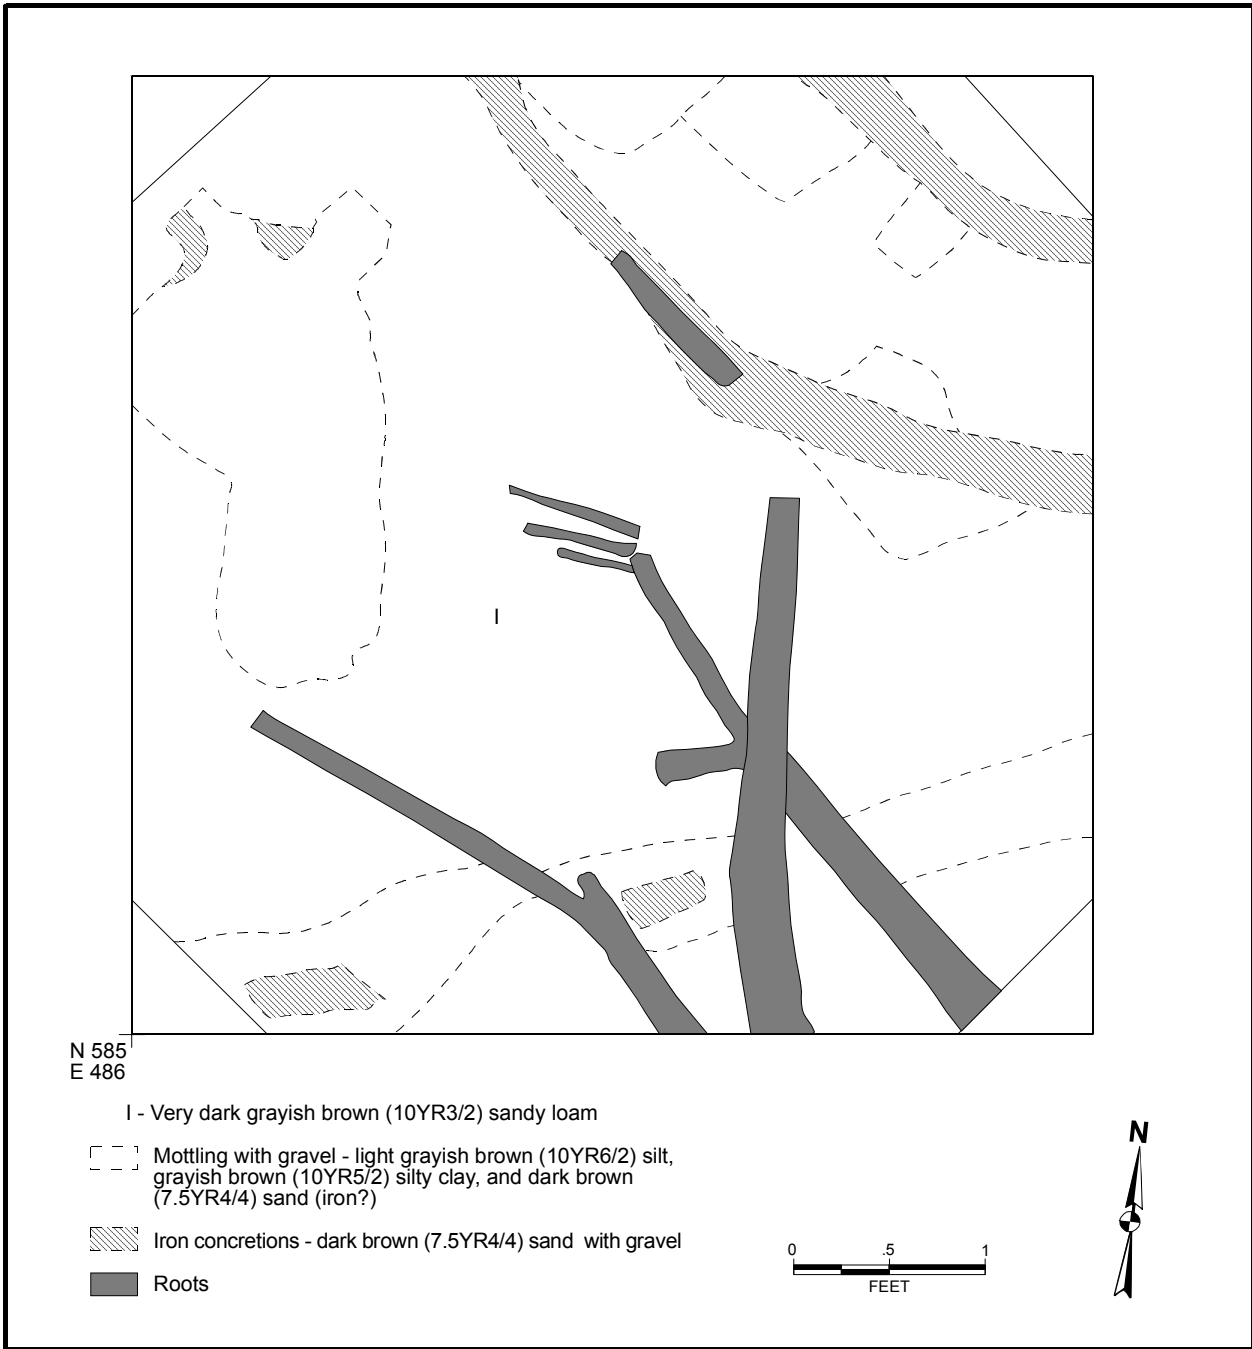 I
N 585
E 486
I - Very dark grayish brown (10YR3/2) sandy loam
Mottling with gravel - light grayish brown (10YR6/2) silt,
grayish brown (10YR5/2) silty clay, and dark brown
(7.5YR4/4) sand (iron?)
Iron concretions - dark brown (7.5YR4/4) sand with gravel
Roots
0 .5 1
FEET
N